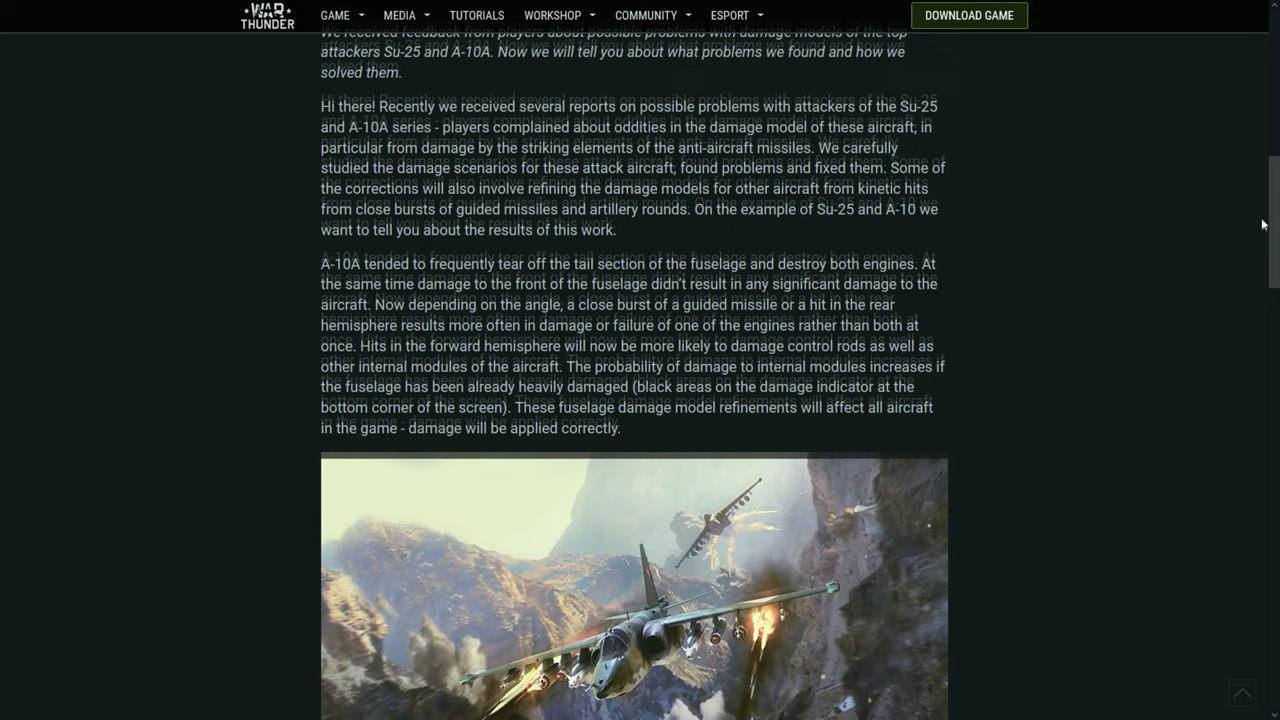 WAR THUNDER
GAME
MEDIA
TUTORIALS
WORKSHOP
COMMUNITY
ESPORT
DOWNLOAD GAME
We received feedback from players about possible problems with damage models of the top
attackers Su-25 and A-10A. Now we will tell you about what problems we found and how we
solved them.
Hi there! Recently we received several reports on possible problems with attackers of the Su-25
and A-10A series - players complained about oddities in the damage model of these aircraft, in
particular from damage by the striking elements of the anti-aircraft missiles. We carefully
studied the damage scenarios for these attack aircraft, found problems and fixed them. Some of
the corrections will also involve refining the damage models for other aircraft from kinetic hits
from close bursts of guided missiles and artillery rounds. On the example of Su-25 and A-10 we
want to tell you about the results of this work.
A-10A tended to frequently tear off the tail section of the fuselage and destroy both engines. At
the same time damage to the front of the fuselage didn't result in any significant damage to the
aircraft. Now depending on the angle, a close burst of a guided missile or a hit in the rear
hemisphere results more often in damage or failure of one of the engines rather than both at
once. Hits in the forward hemisphere will now be more likely to damage control rods as well as
other internal modules of the aircraft. The probability of damage to internal modules increases if
the fuselage has been already heavily damaged (black areas on the damage indicator at the
bottom corner of the screen). These fuselage damage model refinements will affect all aircraft
in the game - damage will be applied correctly.